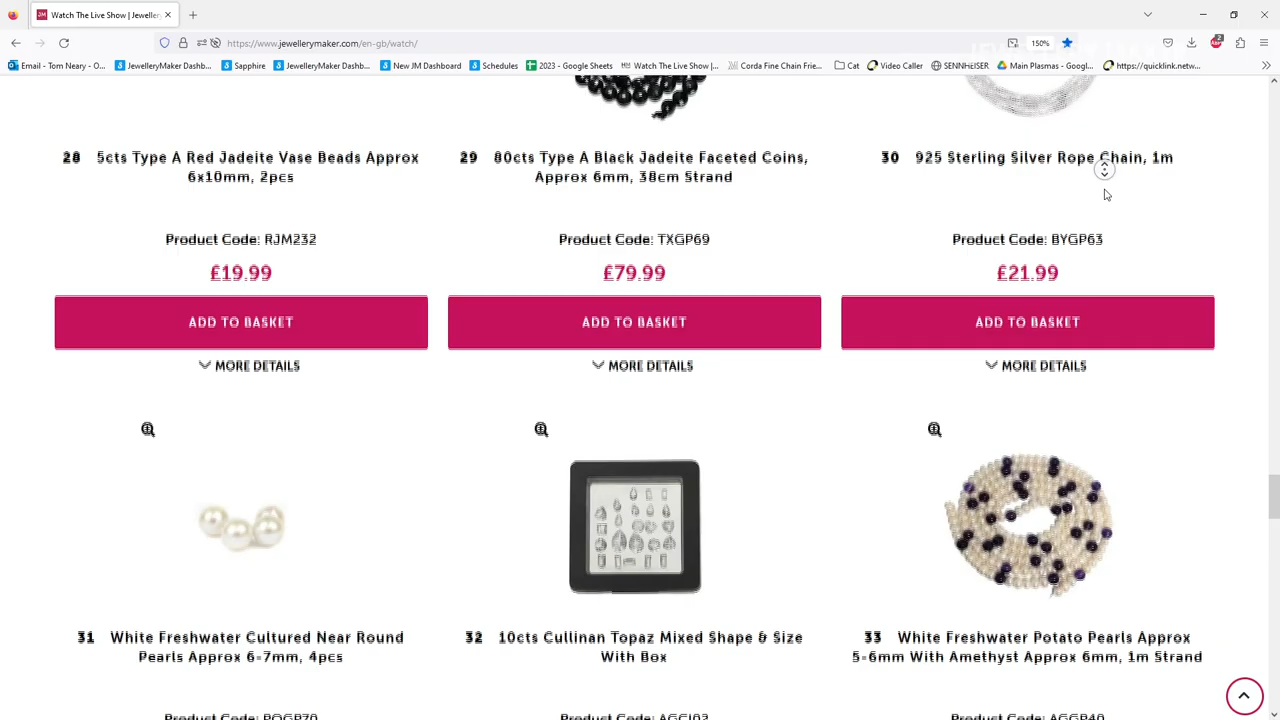 Watch The Live Show | Jeweller
https://www.jewellerymaker.com/en-gb/watch/
150%
2
Email - Tom Neary - O...
JewelleryMaker Dashb...
Sapphire
JewelleryMaker Dashb...
New JM Dashboard
Schedules
2023 - Google Sheets
Watch The Live Show |...
Corda Fine Chain Frie...
Cat
Video Caller
SENNHEISER
Main Plasmas - Googl...
https://quicklink.netw...
28 5cts Type A Red Jadeite Vase Beads Approx
6x10mm, 2pcs
Product Code: RJM232
£19.99
ADD TO BASKET
MORE DETAILS
29 80cts Type A Black Jadeite Faceted Coins,
Approx 6mm, 38cm Strand
Product Code: TXGP69
£79.99
ADD TO BASKET
MORE DETAILS
30 925 Sterling Silver Rope Chain, 1m
Product Code: BYGP63
£21.99
ADD TO BASKET
MORE DETAILS
31 White Freshwater Cultured Near Round
Pearls Approx 6-7mm, 4pcs
Product Code:
32 10cts Cullinan Topaz Mixed Shape & Size
With Box
Product Code:
33 White Freshwater Potato Pearls Approx
5-6mm With Amethyst Approx 6mm, 1m Strand
Product Code: